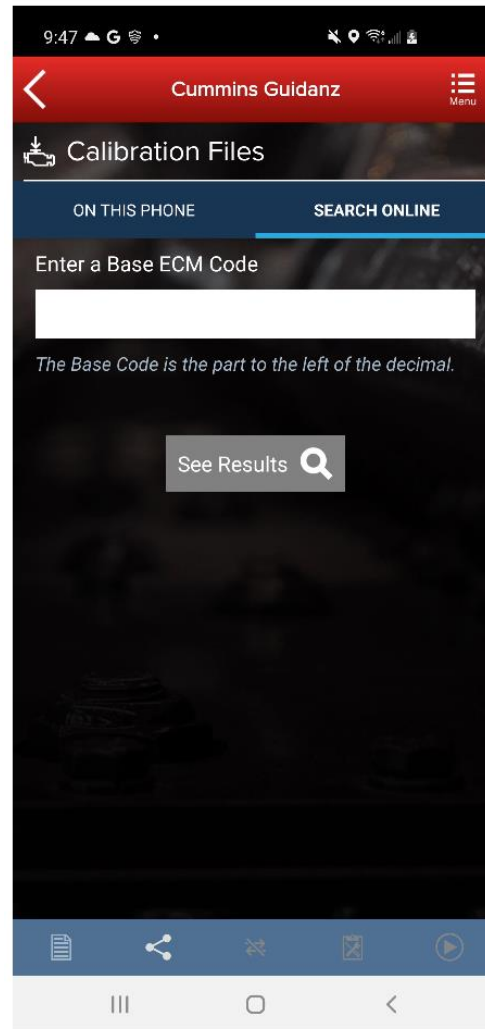 9:47 G
Cummins Guidanz
Menu
Calibration Files
ON THIS PHONE
SEARCH ONLINE
Enter a Base ECM Code
The Base Code is the part to the left of the decimal.
See Results